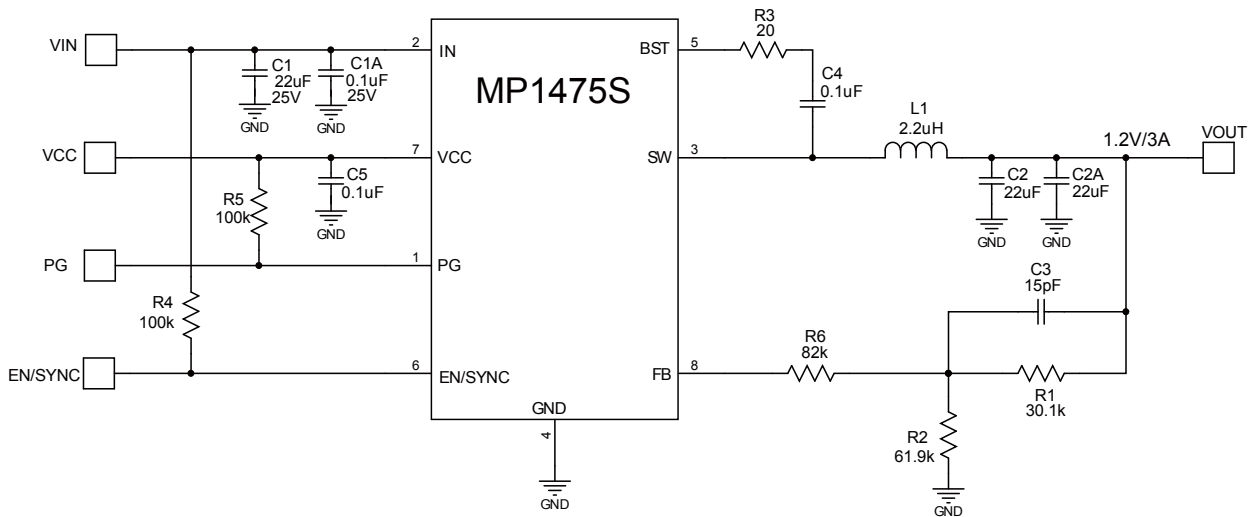 VIN
2
IN
C1
22uF
25V
GND
C1A
0.1uF
25V
GND
MP1475S
BST
5
R3
20
C4
0.1uF
L1
2.2uH
1.2V/3A
VOUT
VCC
7
VCC
C5
0.1uF
GND
SW
3
C2
22uF
GND
C2A
22uF
GND
R5
100k
PG
1
PG
C3
15pF
R4
100k
R6
82k
R1
30.1k
EN/SYNC
6
EN/SYNC
FB
8
GND
4
GND
R2
61.9k
GND